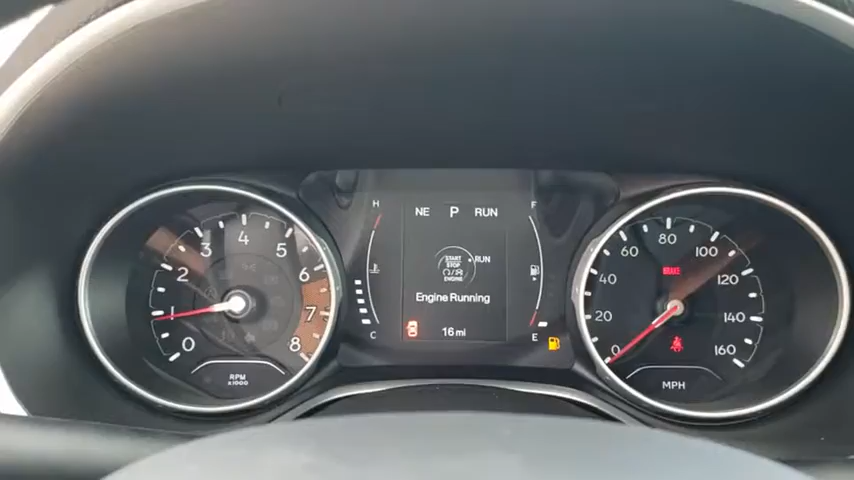 H NE P RUN F
START
STOP
ENGINE
RUN
Engine Running
C 16 mi E
0 1 2 3 4 5 6 7 8
RPM
x1000
0 20 40 60 80 100 120 140 160
BRAKE
MPH